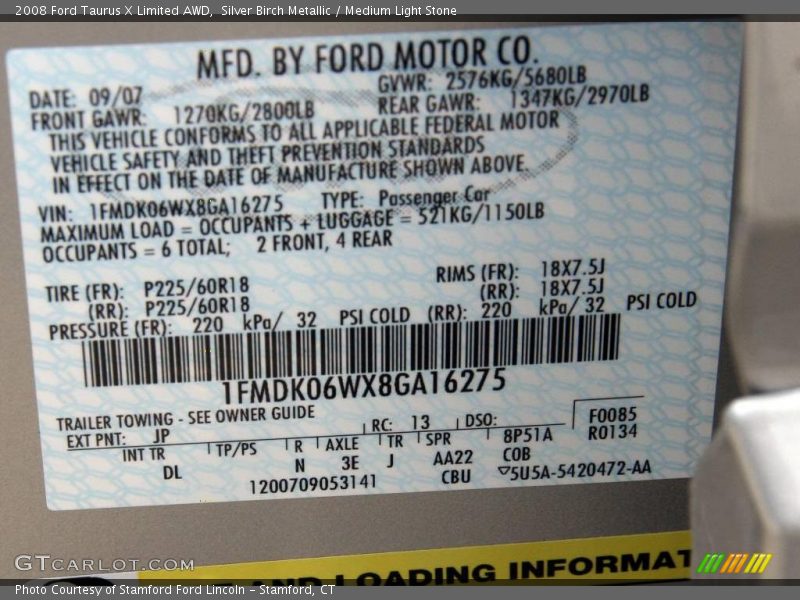 2008 Ford Taurus X Limited AWD,  Silver Birch Metallic / Medium Light Stone
MFD. BY FORD MOTOR CO.
DATE: 09/07 GVWR: 2576KG/5680LB
FRONT GAWR: 1270KG/2800LB REAR GAWR: 1347KG/2970LB
THIS VEHICLE CONFORMS TO ALL APPLICABLE FEDERAL MOTOR
VEHICLE SAFETY AND THEFT PREVENTION STANDARDS
IN EFFECT ON THE DATE OF MANUFACTURE SHOWN ABOVE
VIN: 1FMDK06WX8GA16275 TYPE: Passenger Car
MAXIMUM LOAD = OCCUPANTS + LUGGAGE = 521KG/1150LB
OCCUPANTS = 6 TOTAL; 2 FRONT, 4 REAR
TIRE (FR): P225/60R18 RIMS (FR): 18X7.5J
(RR): P225/60R18 (RR): 18X7.5J
PRESSURE (FR): 220 kPa/ 32 PSI COLD (RR): 220 kPa/ 32 PSI COLD
1FMDK06WX8GA16275
TRAILER TOWING - SEE OWNER GUIDE
EXT PNT: JP RC: 13 DSO: F0085
INT TR TP/PS R AXLE TR SPR 8P51A R0134
DL N 3E J AA22 COB
1200709053141 CBU 5U5A-5420472-AA
AND LOADING INFORMAT
GTCARLOT.COM
Photo Courtesy of Stamford Ford Lincoln – Stamford, CT